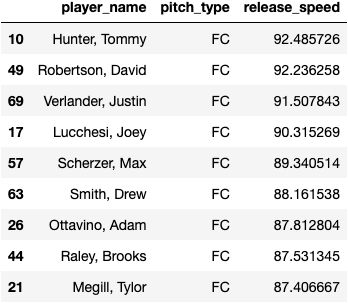 player_name pitch_type release_speed
10 Hunter, Tommy FC 92.485726
49 Robertson, David FC 92.236258
69 Verlander, Justin FC 91.507843
17 Lucchesi, Joey FC 90.315269
57 Scherzer, Max FC 89.340514
63 Smith, Drew FC 88.161538
26 Ottavino, Adam FC 87.812804
44 Raley, Brooks FC 87.531345
21 Megill, Tylor FC 87.406667